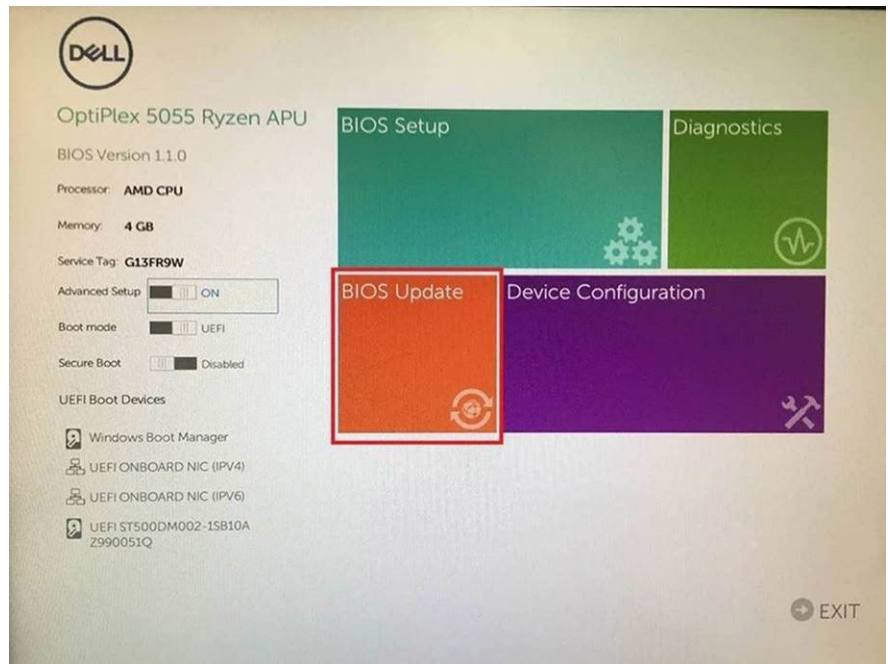 DELL
OptiPlex 5055 Ryzen APU
BIOS Version 1.1.0
Processor: AMD CPU
Memory: 4 GB
Service Tag: G13FR9W
Advanced Setup ON
Boot mode UEFI
Secure Boot Disabled
UEFI Boot Devices
Windows Boot Manager
UEFI ONBOARD NIC (IPV4)
UEFI ONBOARD NIC (IPV6)
UEFI ST500DM002-1SB10A
Z990051Q
BIOS Setup
Diagnostics
BIOS Update
Device Configuration
EXIT